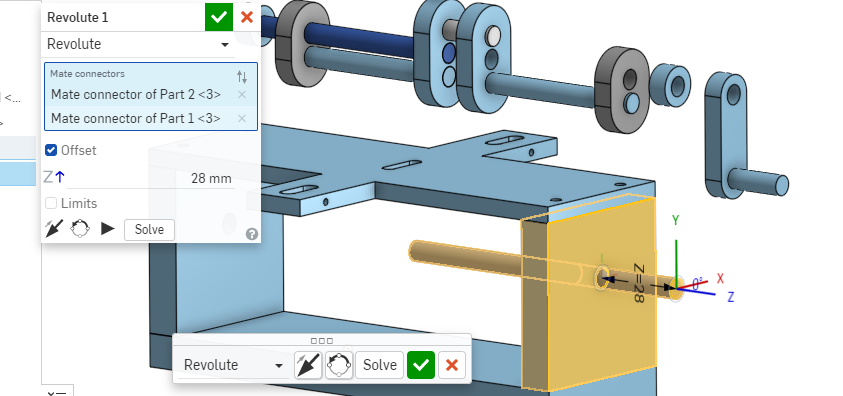 Revolute 1
Revolute
Mate connectors
Mate connector of Part 2 <3>
Mate connector of Part 1 <3>
Offset
Z 28 mm
Limits
Solve
<...
>
Y
X
Z
0°
Z=28
Revolute Solve